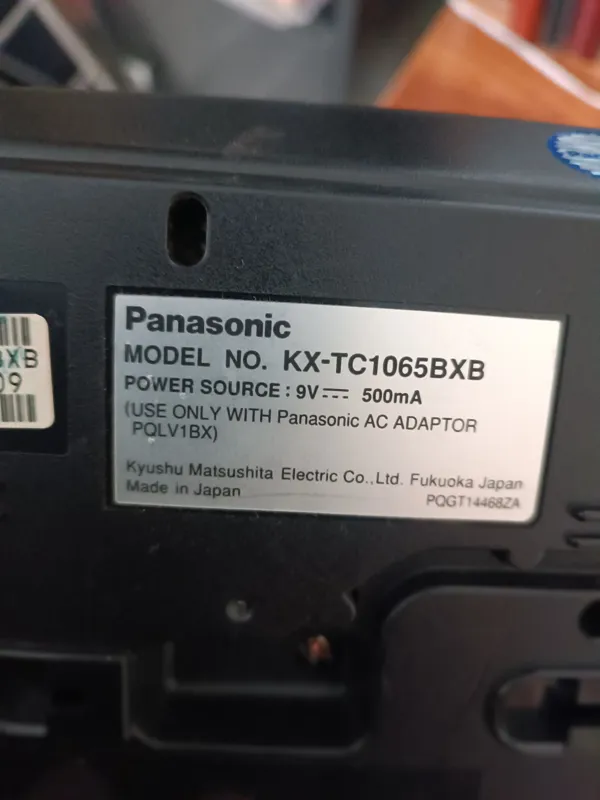 Panasonic
MODEL NO. KX-TC1065BXB
POWER SOURCE : 9V⎓ 500mA
(USE ONLY WITH Panasonic AC ADAPTOR
PQLV1BX)
Kyushu Matsushita Electric Co.,Ltd. Fukuoka Japan
Made in Japan
PQGT14468ZA